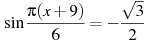 sin π(x + 9)/6 = −√3/2